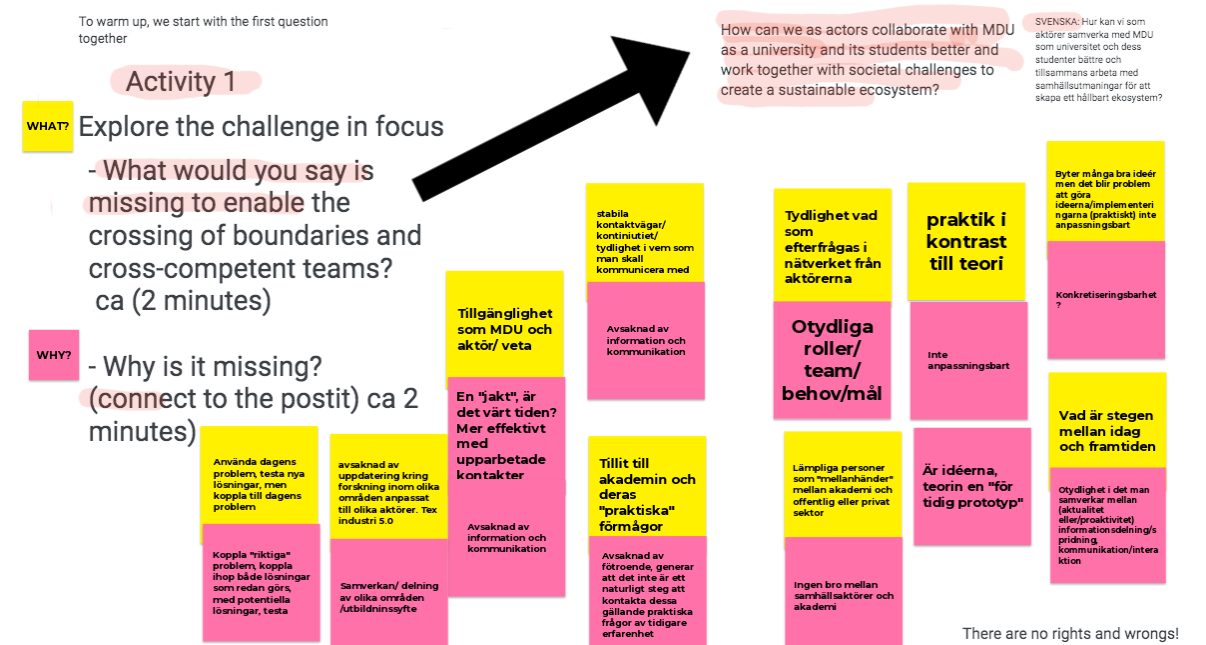 To warm up, we start with the first question
together
Activity 1
WHAT?
Explore the challenge in focus
- What would you say is
missing to enable the
crossing of boundaries and
cross-competent teams?
ca (2 minutes)
WHY?
- Why is it missing?
(connect to the postit) ca 2
minutes)
How can we as actors collaborate with MDU
as a university and its students better and
work together with societal challenges to
create a sustainable ecosystem?
SVENSKA: Hur kan vi som
aktörer samverka med MDU
som universitet och dess
studenter bättre och
tillsammans arbeta med
samhällsutmaningar för att
skapa ett hållbart ekosystem?
Använda dagens
problem, testa nya
lösningar, men
koppla till dagens
problem
Koppla "riktiga"
problem, koppla
ihop både lösningar
som redan görs,
med potentiella
lösningar, testa
avsaknad av
uppdatering kring
forskning inom olika
områden anpassat
till olika aktörer. Tex
industri 5.0
Samverkan/ delning
av olika områden
/utbildninssyfte
Tillgänglighet
som MDU och
aktör/ veta
En "jakt", är
det värt tiden?
Mer effektivt
med
upparbetade
kontakter
Avsaknad av
information och
kommunikation
stabila
kontaktvägar/
kontiniutiet/
tydlighet i vem som
man skall
kommunicera med
Avsaknad av
information och
kommunikation
Tillit till
akademin och
deras
"praktiska"
förmågor
Avsaknad av
fötroende, generar
att det inte är ett
naturligt steg att
kontakta dessa
gällande praktiska
frågor av tidigare
erfarenhet
Tydlighet vad
som
efterfrågas i
nätverket från
aktörerna
Otydliga
roller/
team/
behov/mål
Lämpliga personer
som "mellanhänder"
mellan akademi och
offentlig eller privat
sektor
Ingen bro mellan
samhällsaktörer och
akademi
praktik i
kontrast
till teori
Inte
anpassningsbart
Är idéerna,
teorin en "för
tidig prototyp"
Byter många bra ideér
men det blir problem
att göra
ideerna/implementeri
ngarna (praktiskt) inte
anpassningsbart
Konkretiseringsbarhet
?
Vad är stegen
mellan idag
och framtiden
Otydlighet i det man
samverkar mellan
(aktualitet
eller/proaktivitet)
informationsdelning/s
pridning,
kommunikation/intera
ktion
There are no rights and wrongs!